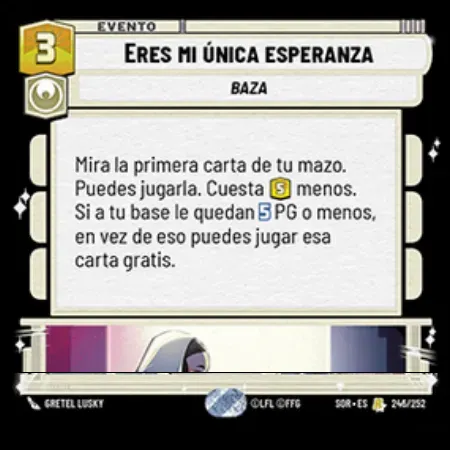 EVENTO
3
ERES MI ÚNICA ESPERANZA
BAZA
Mira la primera carta de tu mazo.
Puedes jugarla. Cuesta 5 menos.
Si a tu base le quedan 5 PG o menos,
en vez de eso puedes jugar esa
carta gratis.
GRETEL LUSKY
©LFL ©FFG
SOR • ES
246/252